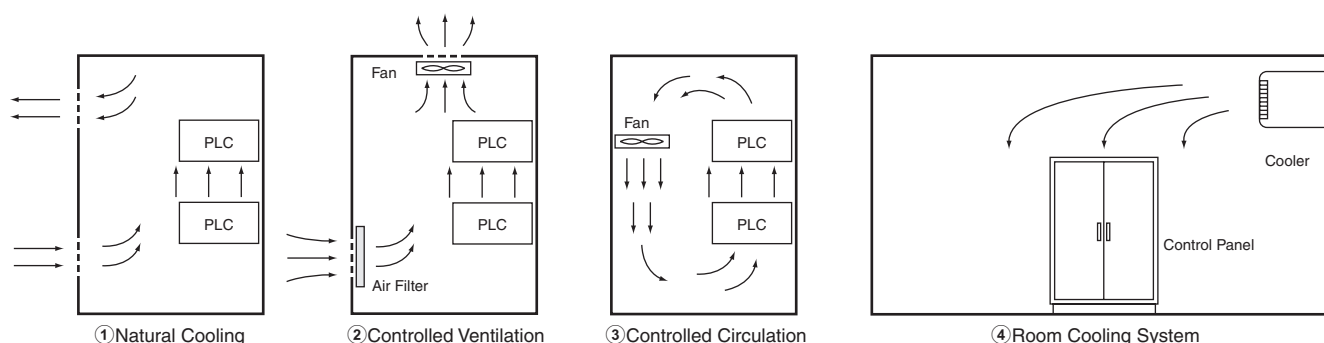 PLC
PLC
①Natural Cooling
Fan
PLC
PLC
Air Filter
②Controlled Ventilation
Fan
PLC
PLC
③Controlled Circulation
Cooler
Control Panel
④Room Cooling System